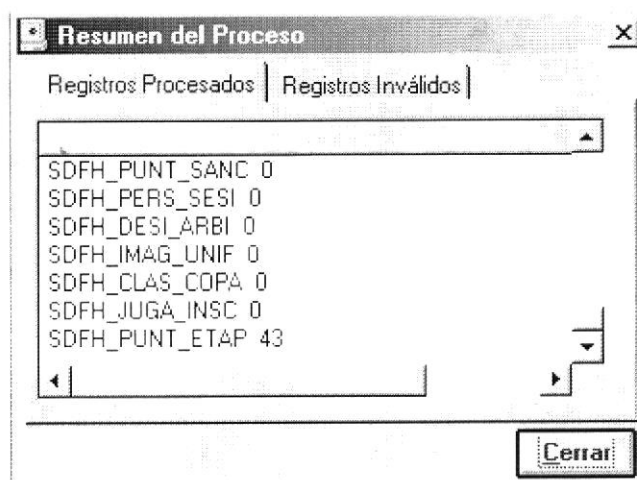 Resumen del Proceso
Registros Procesados
Registros Inválidos
SDFH_PUNT_SANC 0
SDFH_PERS_SESI 0
SDFH_DESI_ARBI 0
SDFH_IMAG_UNIF 0
SDFH_CLAS_COPA 0
SDFH_JUGA_INSC 0
SDFH_PUNT_ETAP 43
Cerrar